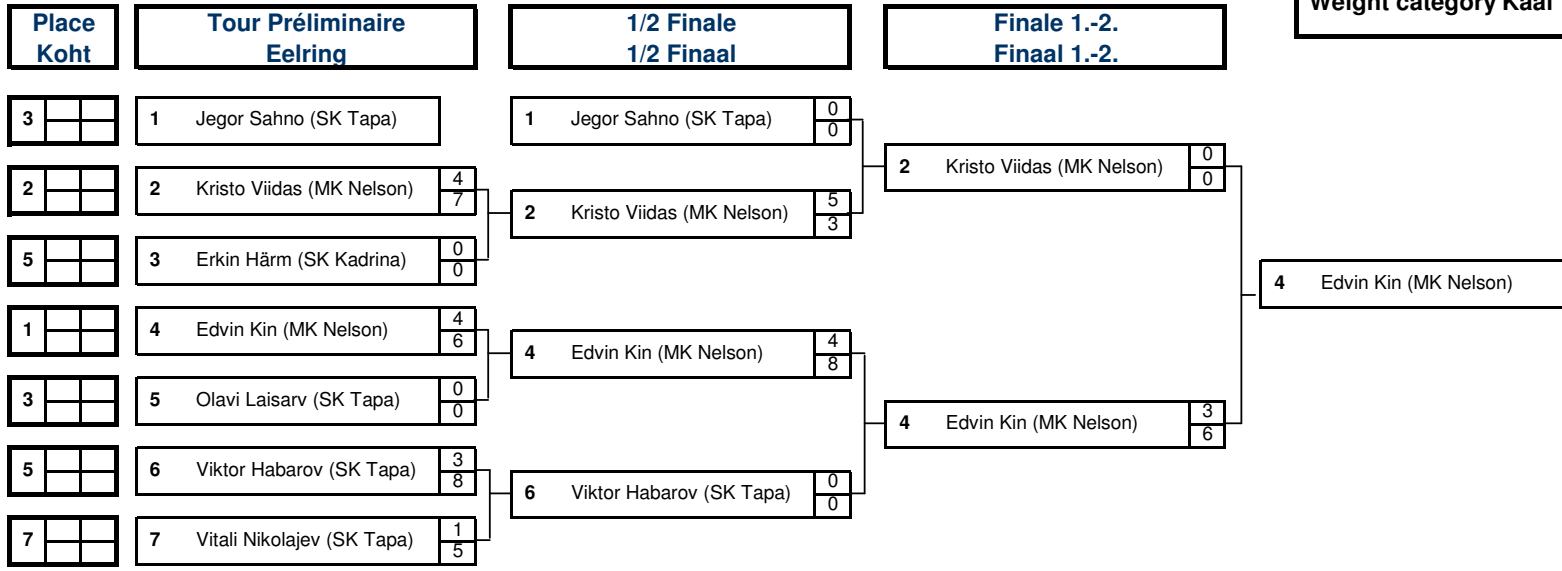 Weight category Kaal
Place Tour Préliminaire 1/2 Finale Finale 1.-2.
Koht Eelring 1/2 Finaal Finaal 1.-2.
3 1 Jegor Sahno (SK Tapa) 1 Jegor Sahno (SK Tapa) 0
0
2 Kristo Viidas (MK Nelson) 0
0
2 2 Kristo Viidas (MK Nelson) 4
7
2 Kristo Viidas (MK Nelson) 5
3
5 3 Erkin Härm (SK Kadrina) 0
0
4 Edvin Kin (MK Nelson)
1 4 Edvin Kin (MK Nelson) 4
6
4 Edvin Kin (MK Nelson) 4
8
3 5 Olavi Laisarv (SK Tapa) 0
0
4 Edvin Kin (MK Nelson) 3
6
5 6 Viktor Habarov (SK Tapa) 3
8
6 Viktor Habarov (SK Tapa) 0
0
7 7 Vitali Nikolajev (SK Tapa) 1
5